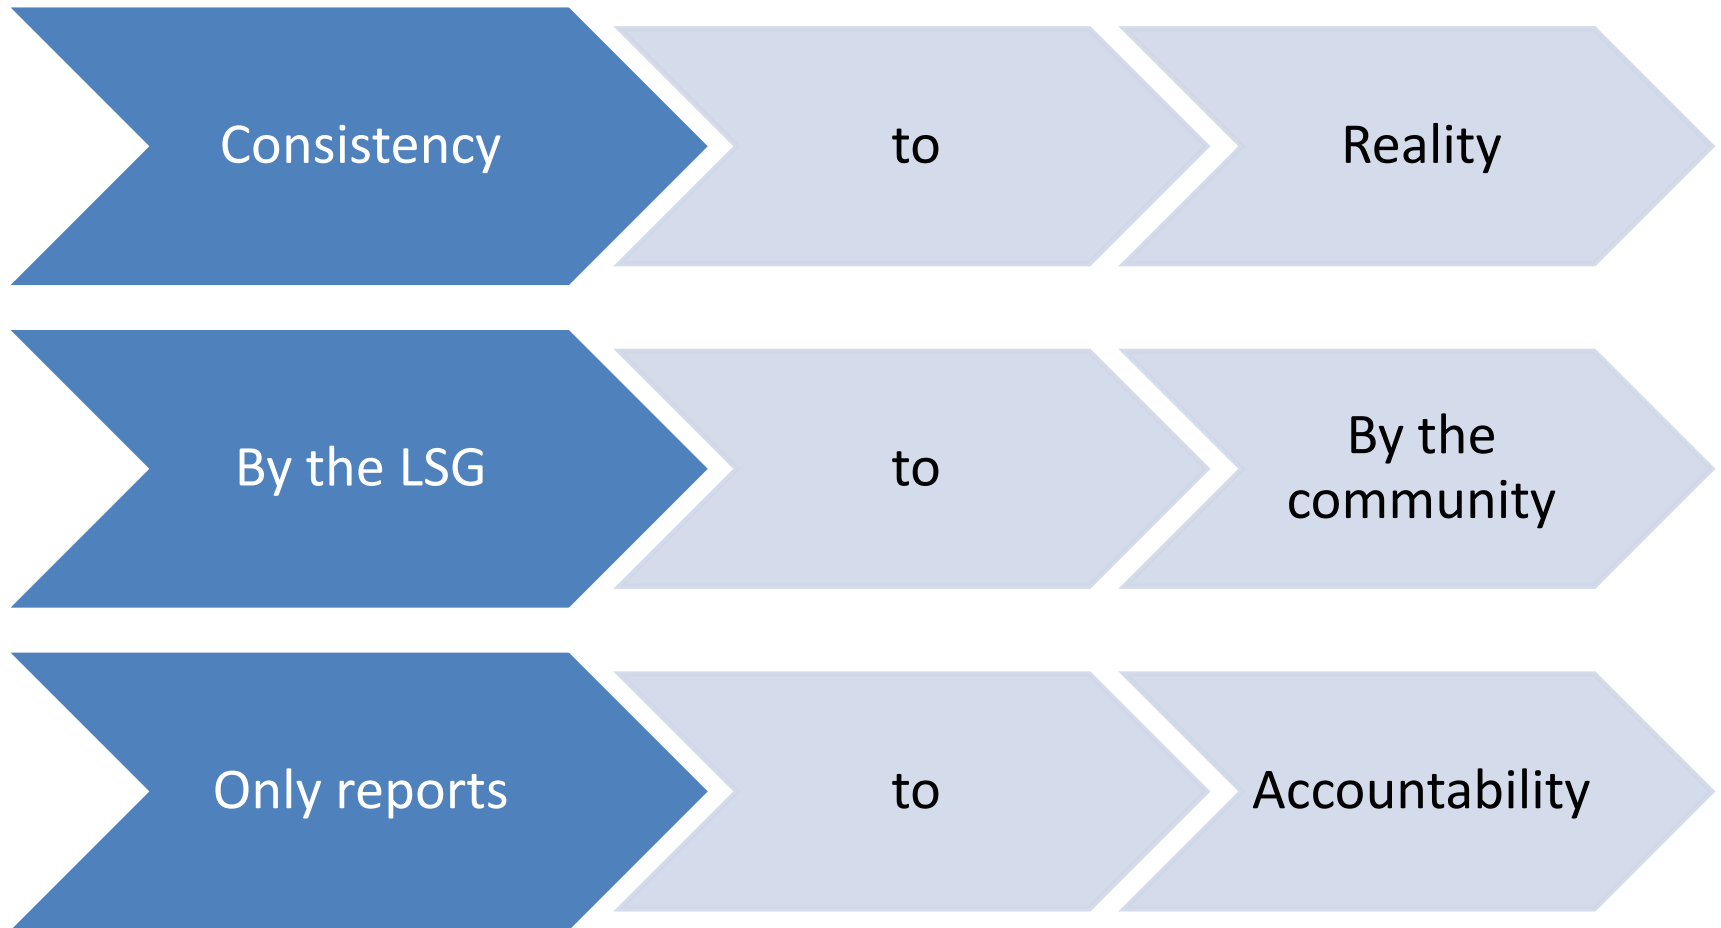 Consistency
to
Reality
By the LSG
to
By the
community
Only reports
to
Accountability